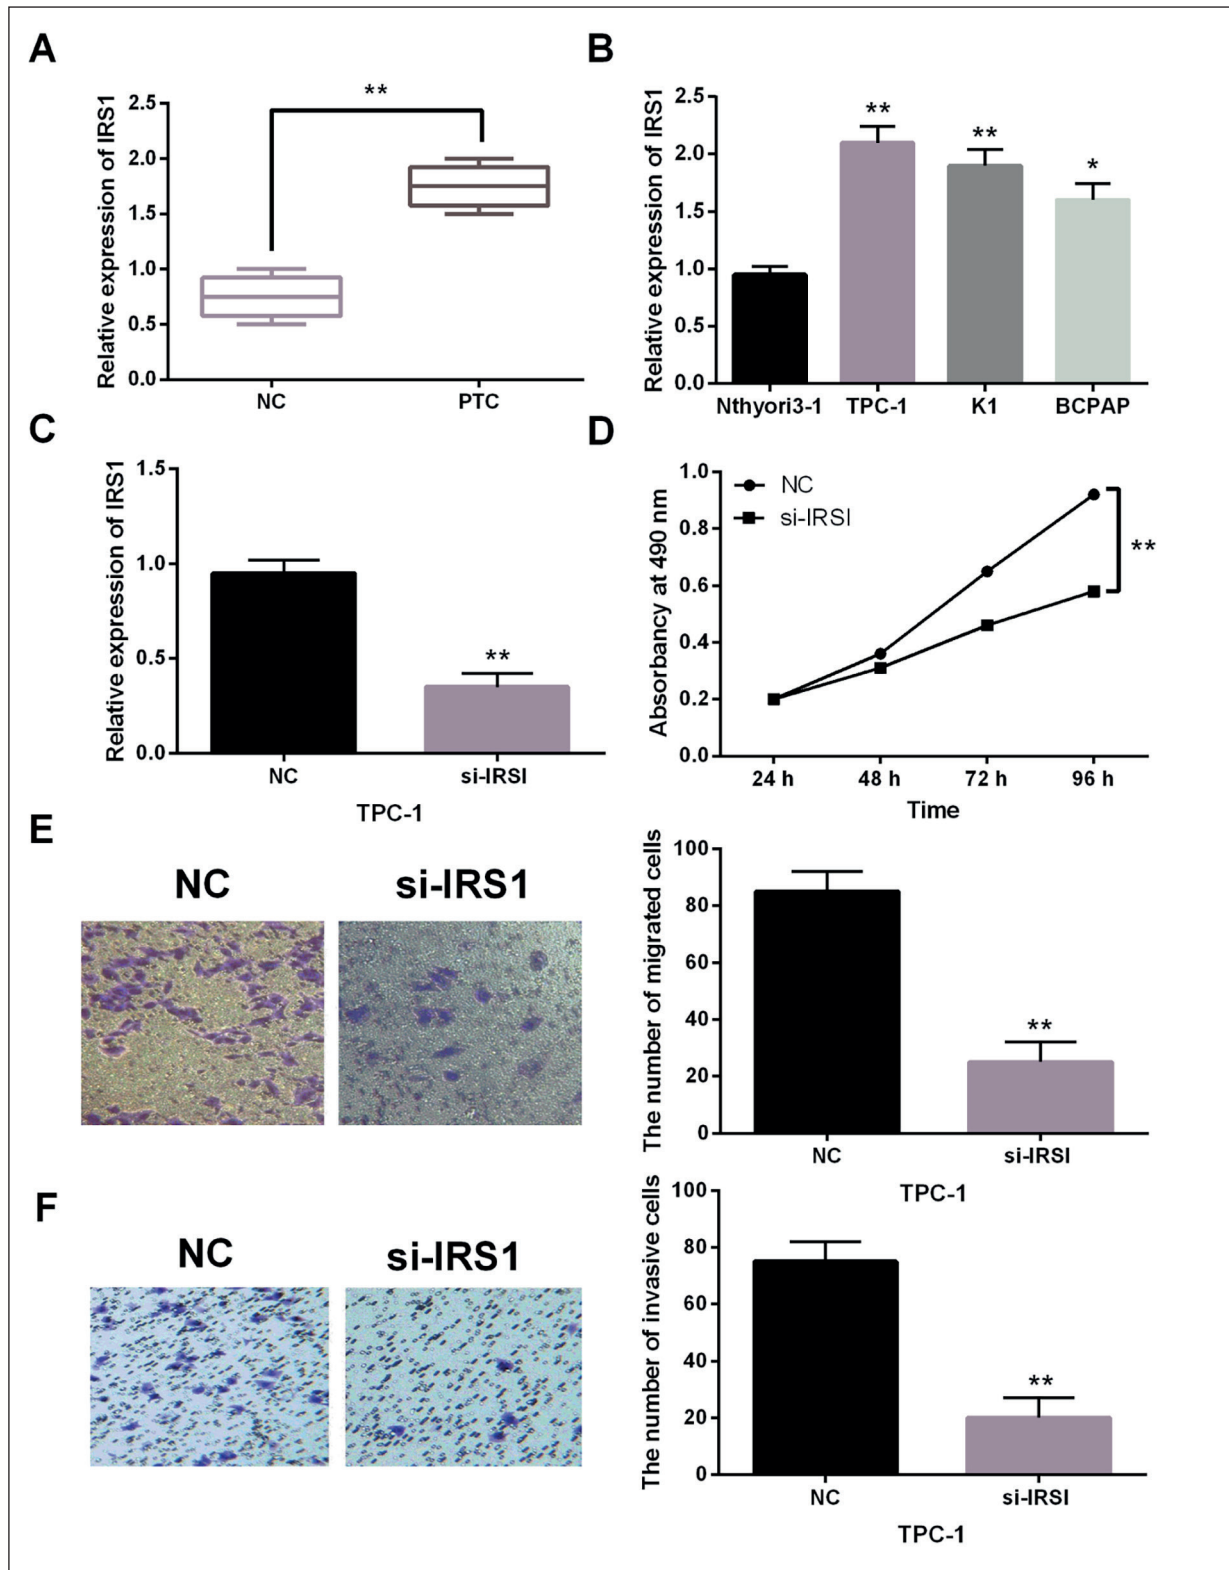 A
Relative expression of IRS1
2.5
2.0
1.5
1.0
0.5
0.0
**
NC
PTC
B
Relative expression of IRS1
2.5
2.0
1.5
1.0
0.5
0.0
**
**
*
Nthyori3-1
TPC-1
K1
BCPAP
C
Relative expression of IRS1
1.5
1.0
0.5
0.0
**
NC
si-IRSI
TPC-1
D
Absorbancy at 490 nm
1.0
0.8
0.6
0.4
0.2
0.0
NC
si-IRSI
**
24 h
48 h
72 h
96 h
Time
E
NC
si-IRS1
The number of migrated cells
100
80
60
40
20
0
**
NC
si-IRSI
TPC-1
F
NC
si-IRS1
The number of invasive cells
100
80
60
40
20
0
**
NC
si-IRSI
TPC-1